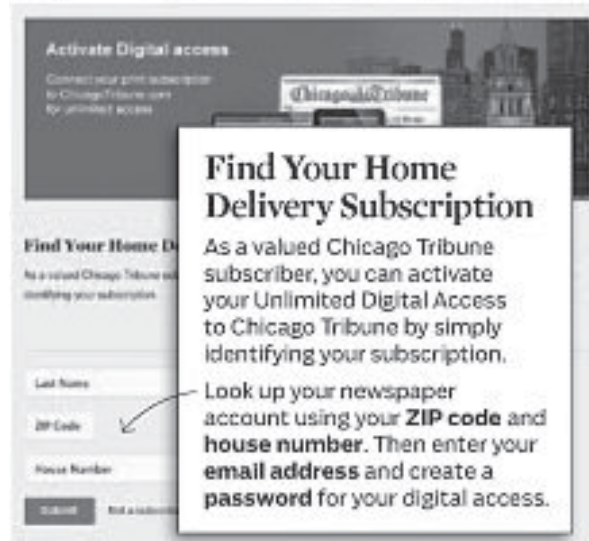 Activate Digital access
Connect your print subscription
to ChicagoTribune.com
for unlimited access
Chicago Tribune
Find Your Home
Delivery Subscription
As a valued Chicago Tribune
subscriber, you can activate
your Unlimited Digital Access
to Chicago Tribune by simply
identifying your subscription.
Look up your newspaper
account using your ZIP code and
house number. Then enter your
email address and create a
password for your digital access.
Find Your Home D
As a valued Chicago Tribune sub
identifying your subscription.
Last Name
ZIP Code
House Number
Submit
Not a subscribe